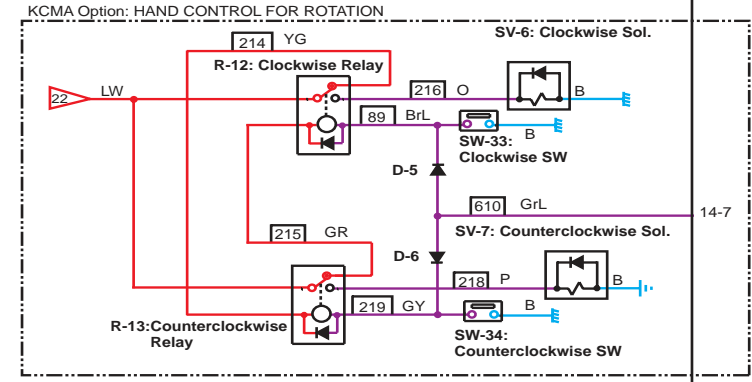 KCMA Option: HAND CONTROL FOR ROTATION
214 YG
SV-6: Clockwise Sol.
R-12: Clockwise Relay
22 LW
216 O
B
89 BrL
B
SW-33:
Clockwise SW
D-5
610 GrL
14-7
SV-7: Counterclockwise Sol.
215 GR
D-6
218 P
B
219 GY
B
R-13:Counterclockwise
Relay
SW-34:
Counterclockwise SW